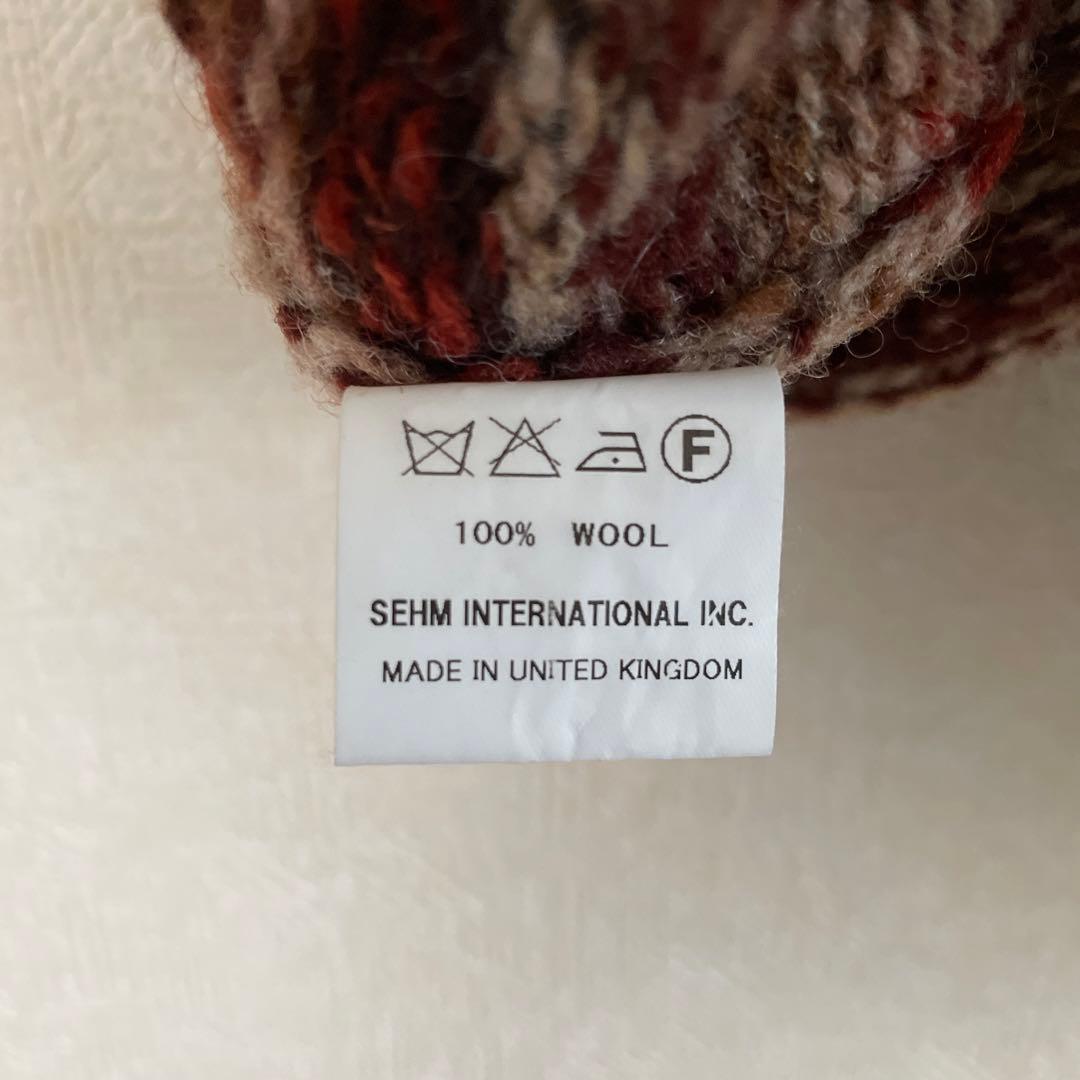 F
100% WOOL
SEHM INTERNATIONAL INC.
MADE IN UNITED KINGDOM